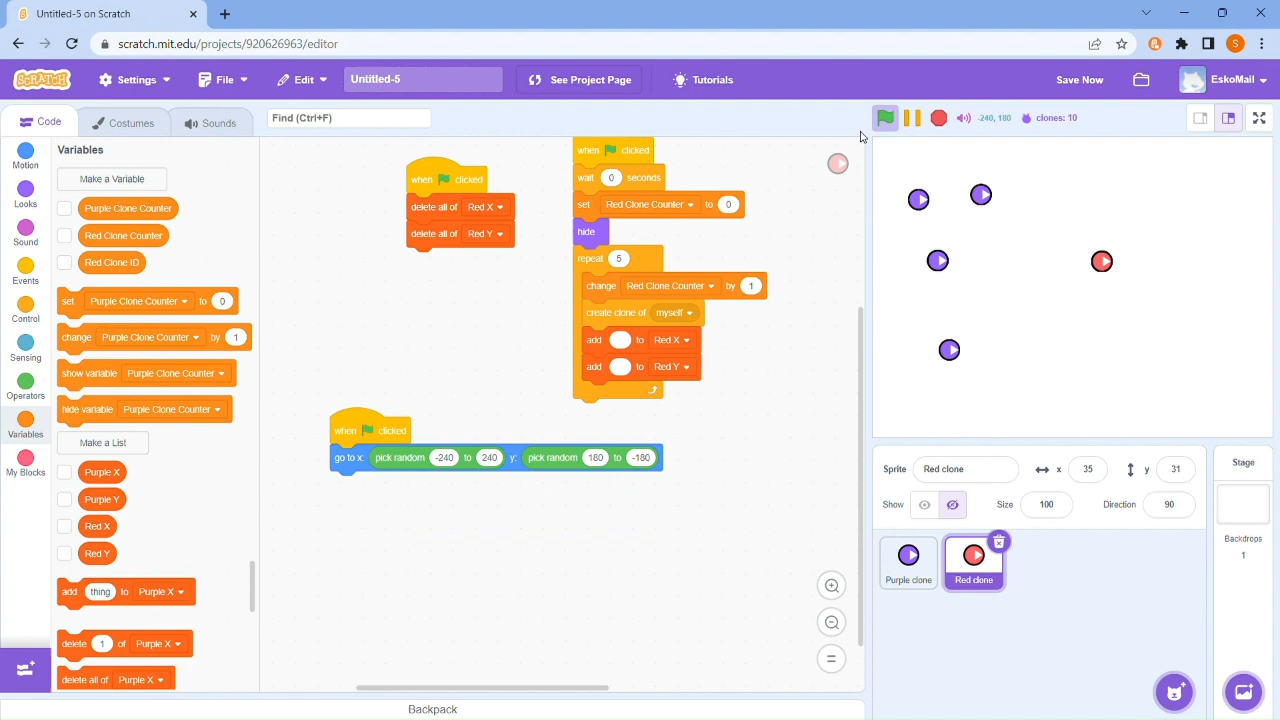 Untitled-5 on Scratch
scratch.mit.edu/projects/920626963/editor
S
SCRATCH
Settings
File
Edit
Untitled-5
See Project Page
Tutorials
Save Now
EskoMail
Code
Costumes
Sounds
Find (Ctrl+F)
-240, 180
clones: 10
Motion
Looks
Sound
Events
Control
Sensing
Operators
Variables
My Blocks
Variables
Make a Variable
Purple Clone Counter
Red Clone Counter
Red Clone ID
set Purple Clone Counter to 0
change Purple Clone Counter by 1
show variable Purple Clone Counter
hide variable Purple Clone Counter
Make a List
Purple X
Purple Y
Red X
Red Y
add thing to Purple X
delete 1 of Purple X
delete all of Purple X
when clicked
delete all of Red X
delete all of Red Y
when clicked
wait 0 seconds
set Red Clone Counter to 0
hide
repeat 5
change Red Clone Counter by 1
create clone of myself
add to Red X
add to Red Y
when clicked
go to x: pick random -240 to 240 y: pick random 180 to -180
Sprite Red clone x 35 y 31
Show Size 100 Direction 90
Purple clone
Red clone
Stage
Backdrops
1
Backpack